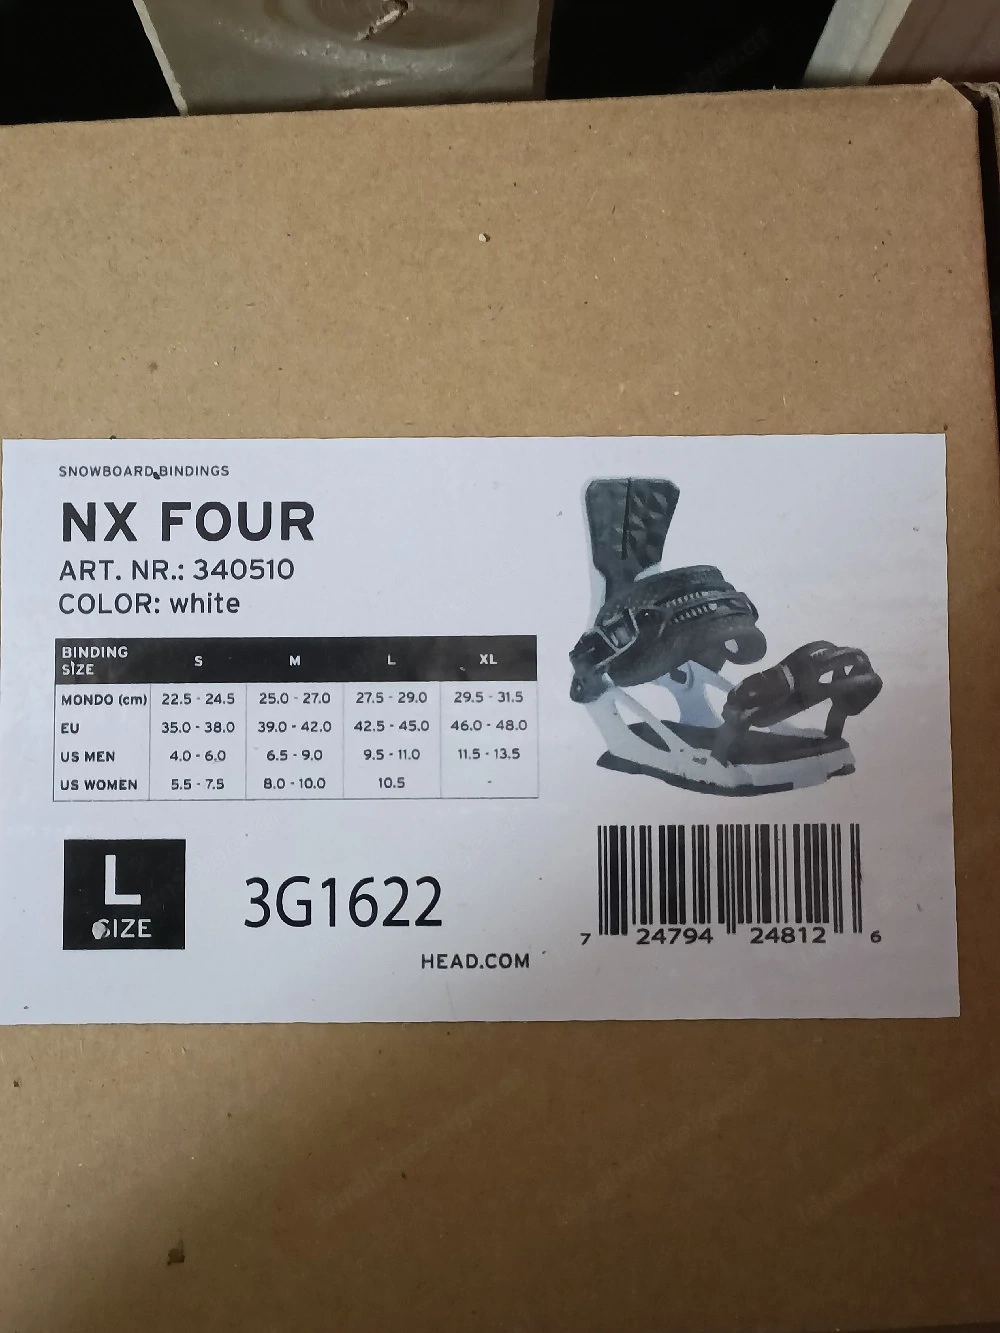 SNOWBOARD BINDINGS
NX FOUR
ART. NR.: 340510
COLOR: white
BINDING SIZE S M L XL
MONDO (cm) 22.5 - 24.5 25.0 - 27.0 27.5 - 29.0 29.5 - 31.5
EU 35.0 - 38.0 39.0 - 42.0 42.5 - 45.0 46.0 - 48.0
US MEN 4.0 - 6.0 6.5 - 9.0 9.5 - 11.0 11.5 - 13.5
US WOMEN 5.5 - 7.5 8.0 - 10.0 10.5 -
L
SIZE
3G1622
7 24794 24812 6
HEAD.COM